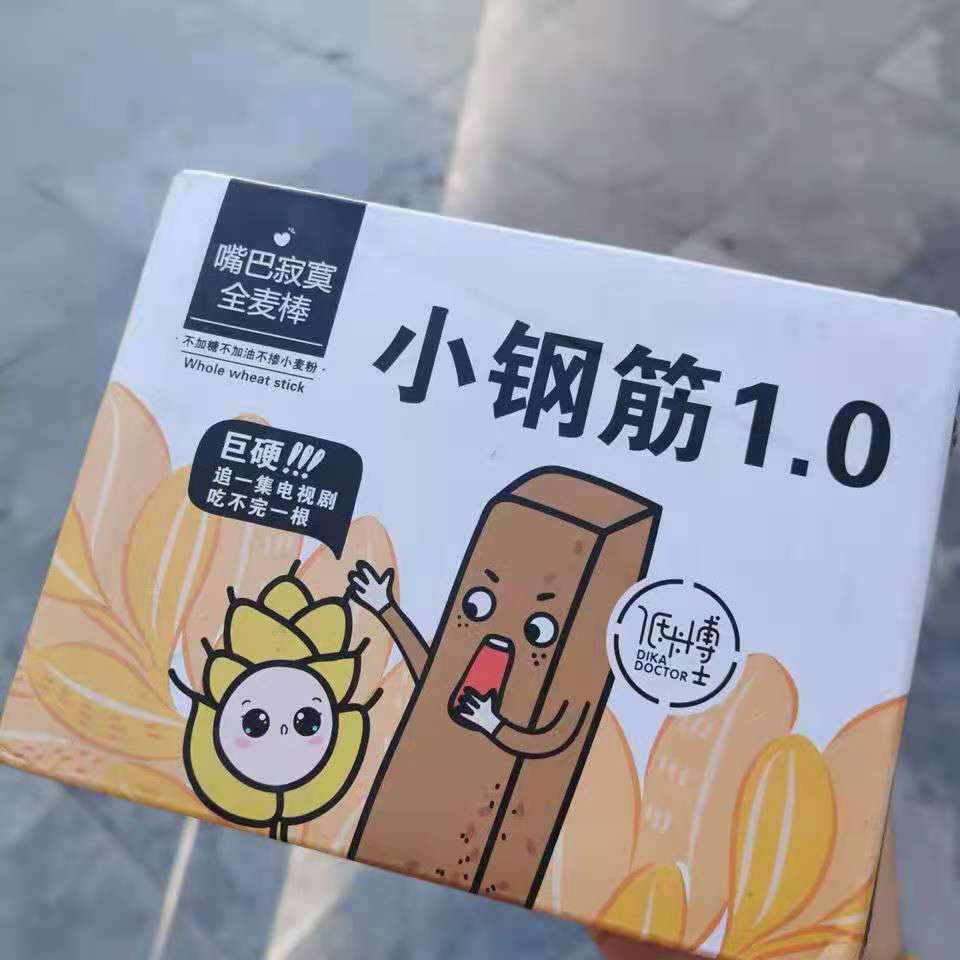 嘴巴寂寞
全麦棒
·不加糖不加油不掺小麦粉·
Whole wheat stick
小钢筋1.0
巨硬!!!
追一集电视剧
吃不完一根
低卡博士
DIKA
DOCTOR